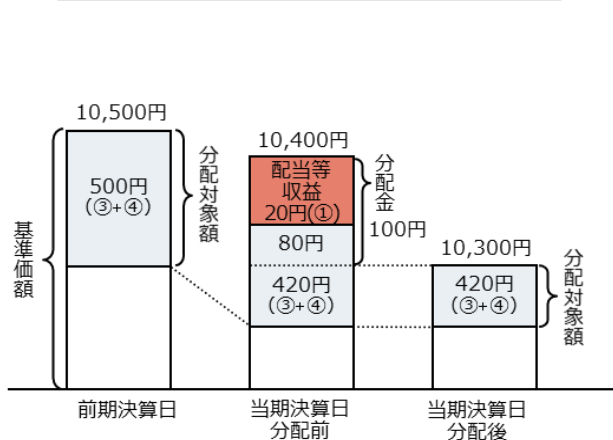 10,500円
500円
(③+④)
分配対象額
基準価額
前期決算日
10,400円
配当等
収益
20円(①)
80円
420円
(③+④)
分配金
100円
当期決算日
分配前
10,300円
420円
(③+④)
分配対象額
当期決算日
分配後